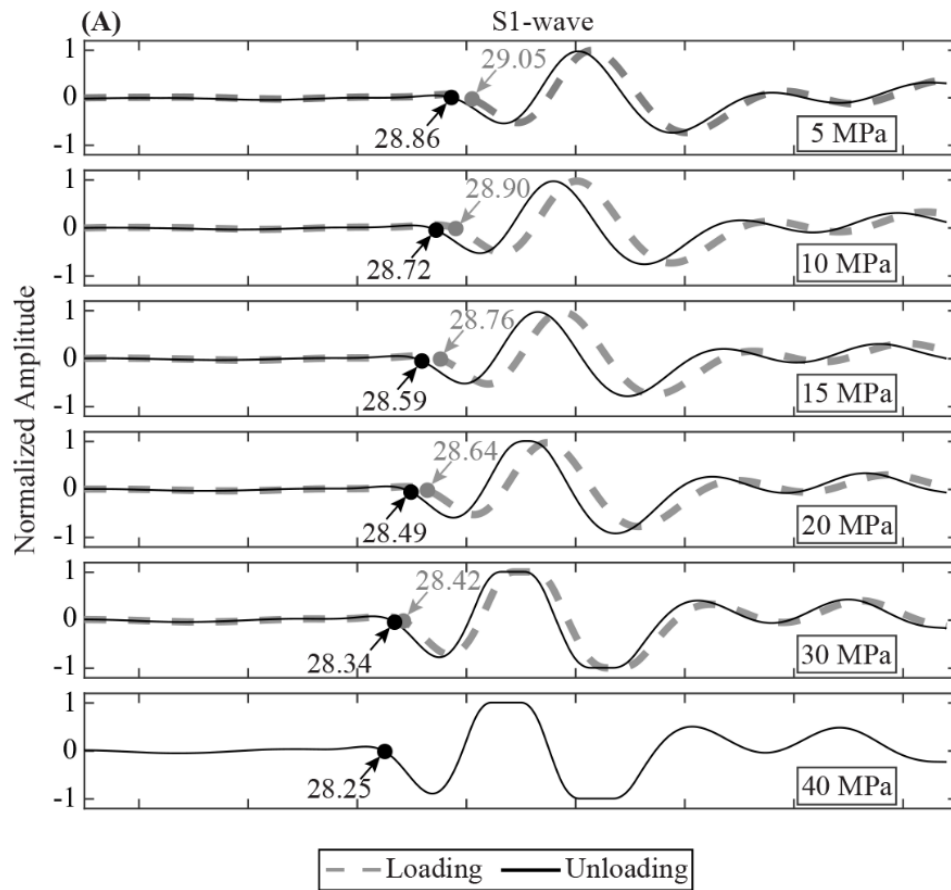 (A)
S1-wave
Normalized Amplitude
1
0
-1
29.05
28.86
5 MPa
1
0
-1
28.90
28.72
10 MPa
1
0
-1
28.76
28.59
15 MPa
1
0
-1
28.64
28.49
20 MPa
1
0
-1
28.42
28.34
30 MPa
1
0
-1
28.25
40 MPa
Loading Unloading